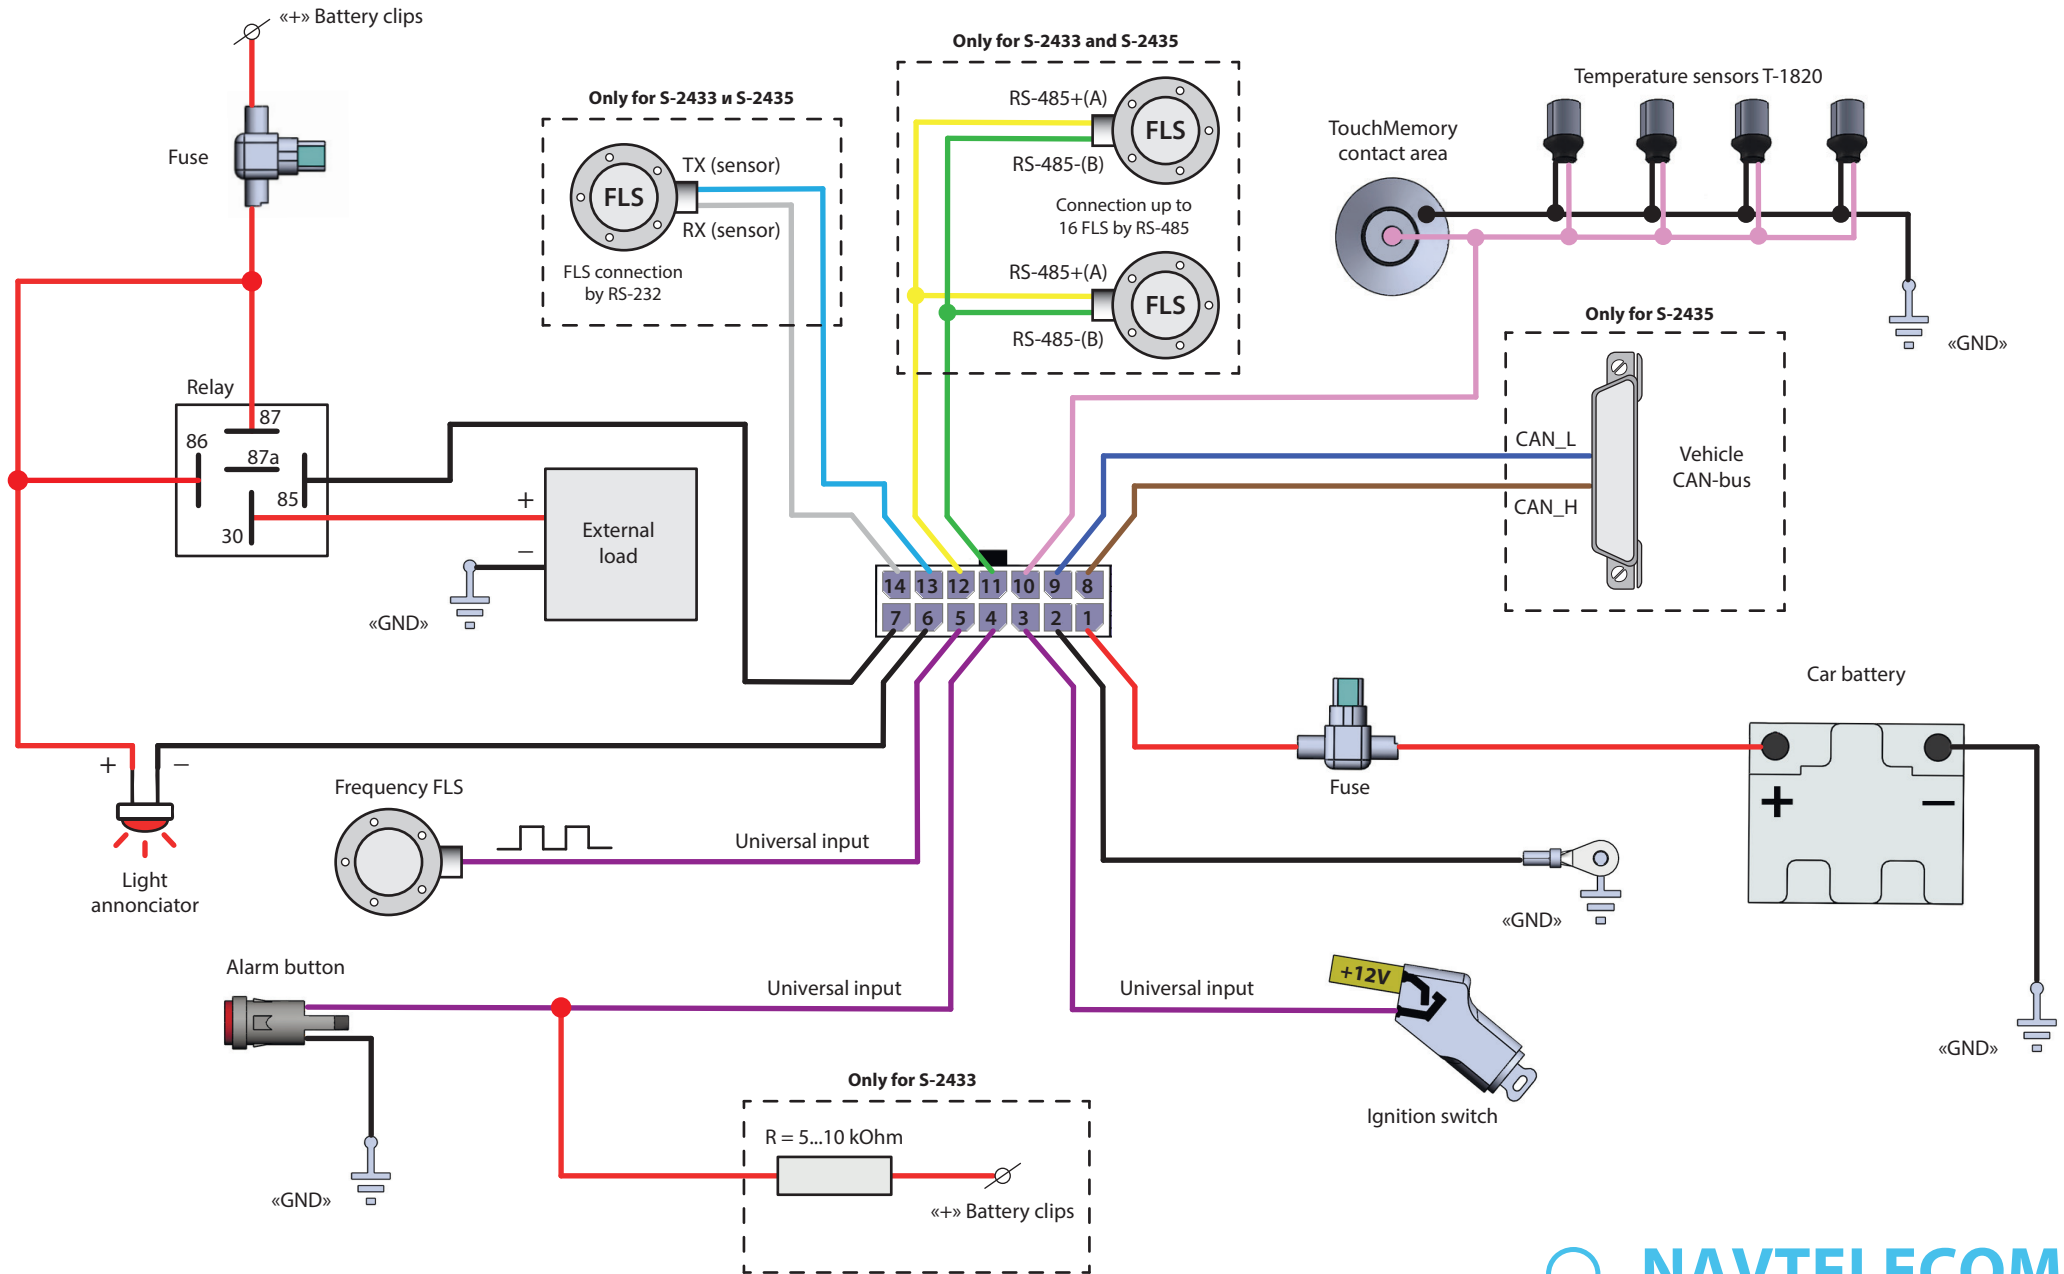 «+» Battery clips
Fuse
Only for S-2433 и S-2435
FLS
TX (sensor)
RX (sensor)
FLS connection
by RS-232
Only for S-2433 and S-2435
RS-485+(A)
FLS
RS-485-(B)
Connection up to
16 FLS by RS-485
RS-485+(A)
FLS
RS-485-(B)
Temperature sensors T-1820
TouchMemory
contact area
«GND»
Only for S-2435
CAN_L
CAN_H
Vehicle
CAN-bus
Relay
87
86
87a
85
30
+
−
External
load
«GND»
14 13 12 11 10 9 8
7 6 5 4 3 2 1
+
−
Light
annonciator
Frequency FLS
Universal input
Fuse
Car battery
+
−
«GND»
«GND»
Alarm button
Universal input
Universal input
+12V
Ignition switch
«GND»
Only for S-2433
R = 5...10 kOhm
«+» Battery clips
NAVTELECOM